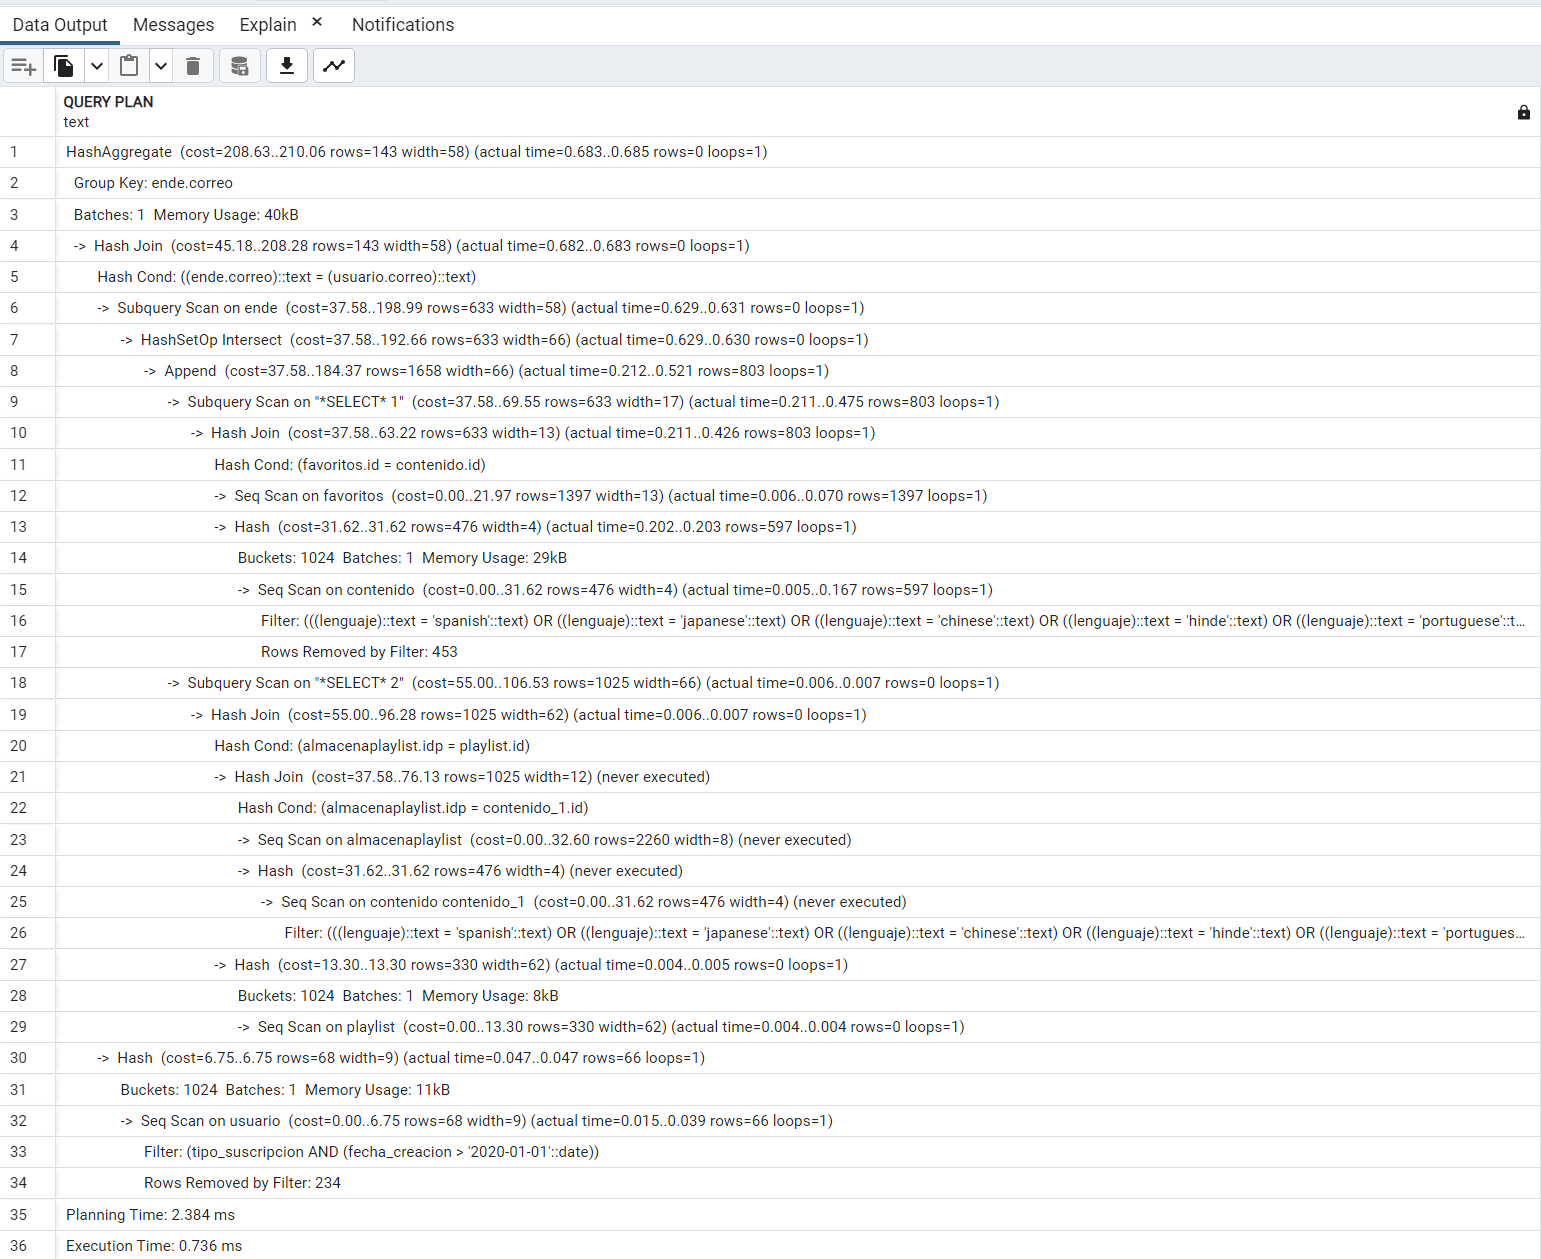 Data Output Messages Explain × Notifications
QUERY PLAN
text
1 HashAggregate (cost=208.63..210.06 rows=143 width=58) (actual time=0.683..0.685 rows=0 loops=1)
2 Group Key: ende.correo
3 Batches: 1 Memory Usage: 40kB
4 -> Hash Join (cost=45.18..208.28 rows=143 width=58) (actual time=0.682..0.683 rows=0 loops=1)
5 Hash Cond: ((ende.correo)::text = (usuario.correo)::text)
6 -> Subquery Scan on ende (cost=37.58..198.99 rows=633 width=58) (actual time=0.629..0.631 rows=0 loops=1)
7 -> HashSetOp Intersect (cost=37.58..192.66 rows=633 width=66) (actual time=0.629..0.630 rows=0 loops=1)
8 -> Append (cost=37.58..184.37 rows=1658 width=66) (actual time=0.212..0.521 rows=803 loops=1)
9 -> Subquery Scan on "*SELECT* 1" (cost=37.58..69.55 rows=633 width=17) (actual time=0.211..0.475 rows=803 loops=1)
10 -> Hash Join (cost=37.58..63.22 rows=633 width=13) (actual time=0.211..0.426 rows=803 loops=1)
11 Hash Cond: (favoritos.id = contenido.id)
12 -> Seq Scan on favoritos (cost=0.00..21.97 rows=1397 width=13) (actual time=0.006..0.070 rows=1397 loops=1)
13 -> Hash (cost=31.62..31.62 rows=476 width=4) (actual time=0.202..0.203 rows=597 loops=1)
14 Buckets: 1024 Batches: 1 Memory Usage: 29kB
15 -> Seq Scan on contenido (cost=0.00..31.62 rows=476 width=4) (actual time=0.005..0.167 rows=597 loops=1)
16 Filter: (((lenguaje)::text = 'spanish'::text) OR ((lenguaje)::text = 'japanese'::text) OR ((lenguaje)::text = 'chinese'::text) OR ((lenguaje)::text = 'hinde'::text) OR ((lenguaje)::text = 'portuguese'::t...
17 Rows Removed by Filter: 453
18 -> Subquery Scan on "*SELECT* 2" (cost=55.00..106.53 rows=1025 width=66) (actual time=0.006..0.007 rows=0 loops=1)
19 -> Hash Join (cost=55.00..96.28 rows=1025 width=62) (actual time=0.006..0.007 rows=0 loops=1)
20 Hash Cond: (almacenaplaylist.idp = playlist.id)
21 -> Hash Join (cost=37.58..76.13 rows=1025 width=12) (never executed)
22 Hash Cond: (almacenaplaylist.idp = contenido_1.id)
23 -> Seq Scan on almacenaplaylist (cost=0.00..32.60 rows=2260 width=8) (never executed)
24 -> Hash (cost=31.62..31.62 rows=476 width=4) (never executed)
25 -> Seq Scan on contenido contenido_1 (cost=0.00..31.62 rows=476 width=4) (never executed)
26 Filter: (((lenguaje)::text = 'spanish'::text) OR ((lenguaje)::text = 'japanese'::text) OR ((lenguaje)::text = 'chinese'::text) OR ((lenguaje)::text = 'hinde'::text) OR ((lenguaje)::text = 'portugues...
27 -> Hash (cost=13.30..13.30 rows=330 width=62) (actual time=0.004..0.005 rows=0 loops=1)
28 Buckets: 1024 Batches: 1 Memory Usage: 8kB
29 -> Seq Scan on playlist (cost=0.00..13.30 rows=330 width=62) (actual time=0.004..0.004 rows=0 loops=1)
30 -> Hash (cost=6.75..6.75 rows=68 width=9) (actual time=0.047..0.047 rows=66 loops=1)
31 Buckets: 1024 Batches: 1 Memory Usage: 11kB
32 -> Seq Scan on usuario (cost=0.00..6.75 rows=68 width=9) (actual time=0.015..0.039 rows=66 loops=1)
33 Filter: (tipo_suscripcion AND (fecha_creacion > '2020-01-01'::date))
34 Rows Removed by Filter: 234
35 Planning Time: 2.384 ms
36 Execution Time: 0.736 ms